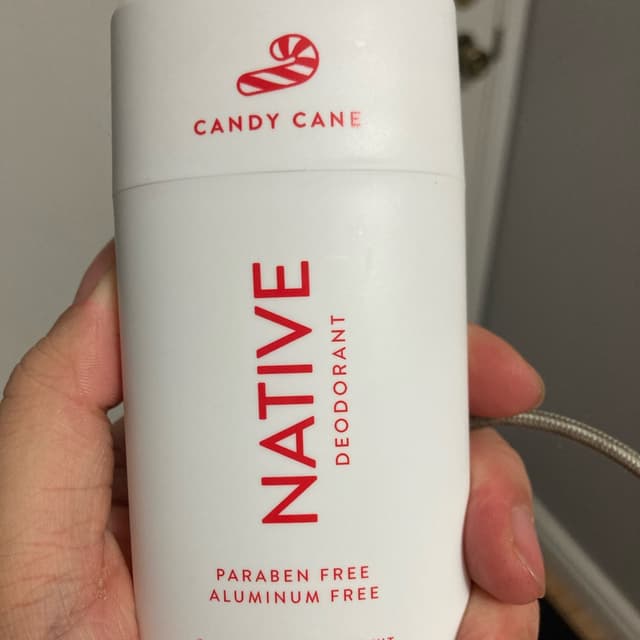 CANDY CANE
NATIVE
DEODORANT
PARABEN FREE
ALUMINUM FREE